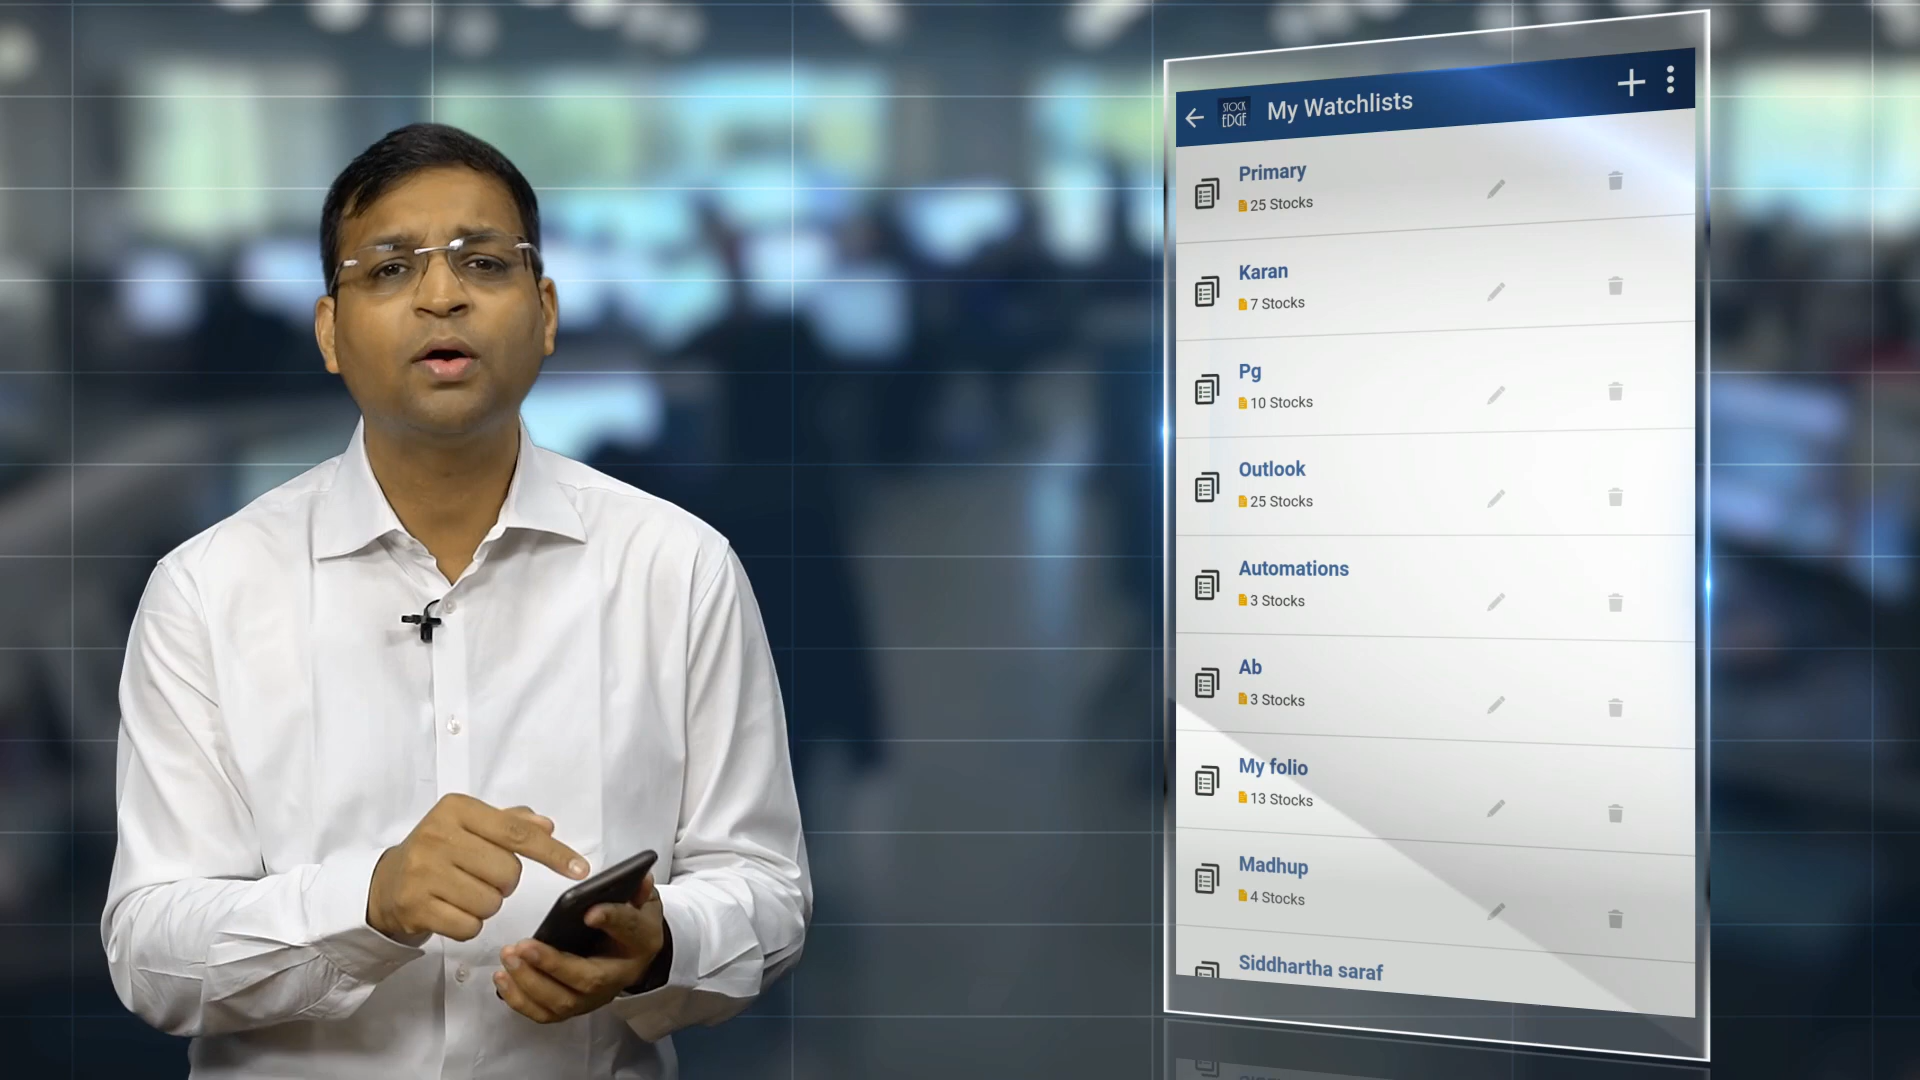 STOCK
EDGE
My Watchlists
Primary
25 Stocks
Karan
7 Stocks
Pg
10 Stocks
Outlook
25 Stocks
Automations
3 Stocks
Ab
3 Stocks
My folio
13 Stocks
Madhup
4 Stocks
Siddhartha saraf